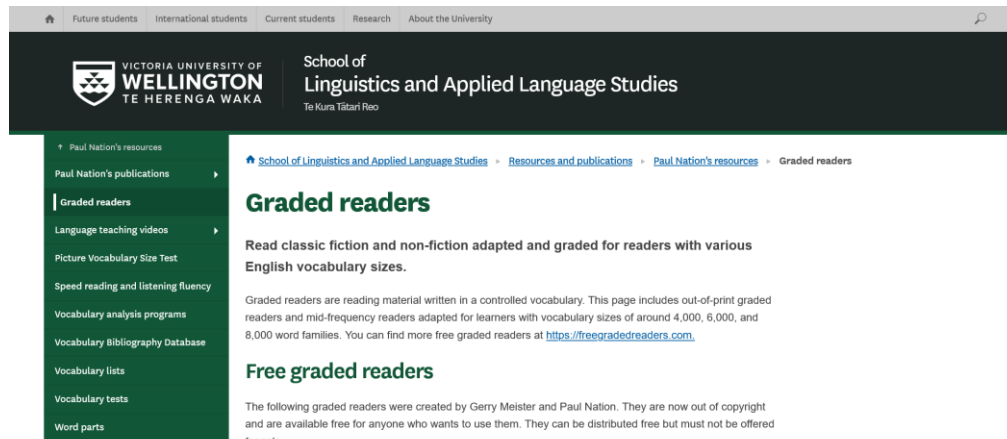 Future students International students Current students Research About the University
VICTORIA UNIVERSITY OF
WELLINGTON
TE HERENGA WAKA
School of
Linguistics and Applied Language Studies
Te Kura Tātari Reo
↑ Paul Nation's resources
Paul Nation's publications
Graded readers
Language teaching videos
Picture Vocabulary Size Test
Speed reading and listening fluency
Vocabulary analysis programs
Vocabulary Bibliography Database
Vocabulary lists
Vocabulary tests
Word parts
School of Linguistics and Applied Language Studies ▸ Resources and publications ▸ Paul Nation's resources ▸ Graded readers
Graded readers
Read classic fiction and non-fiction adapted and graded for readers with various
English vocabulary sizes.
Graded readers are reading material written in a controlled vocabulary. This page includes out-of-print graded
readers and mid-frequency readers adapted for learners with vocabulary sizes of around 4,000, 6,000, and
8,000 word families. You can find more free graded readers at https://freegradedreaders.com.
Free graded readers
The following graded readers were created by Gerry Meister and Paul Nation. They are now out of copyright
and are available free for anyone who wants to use them. They can be distributed free but must not be offered